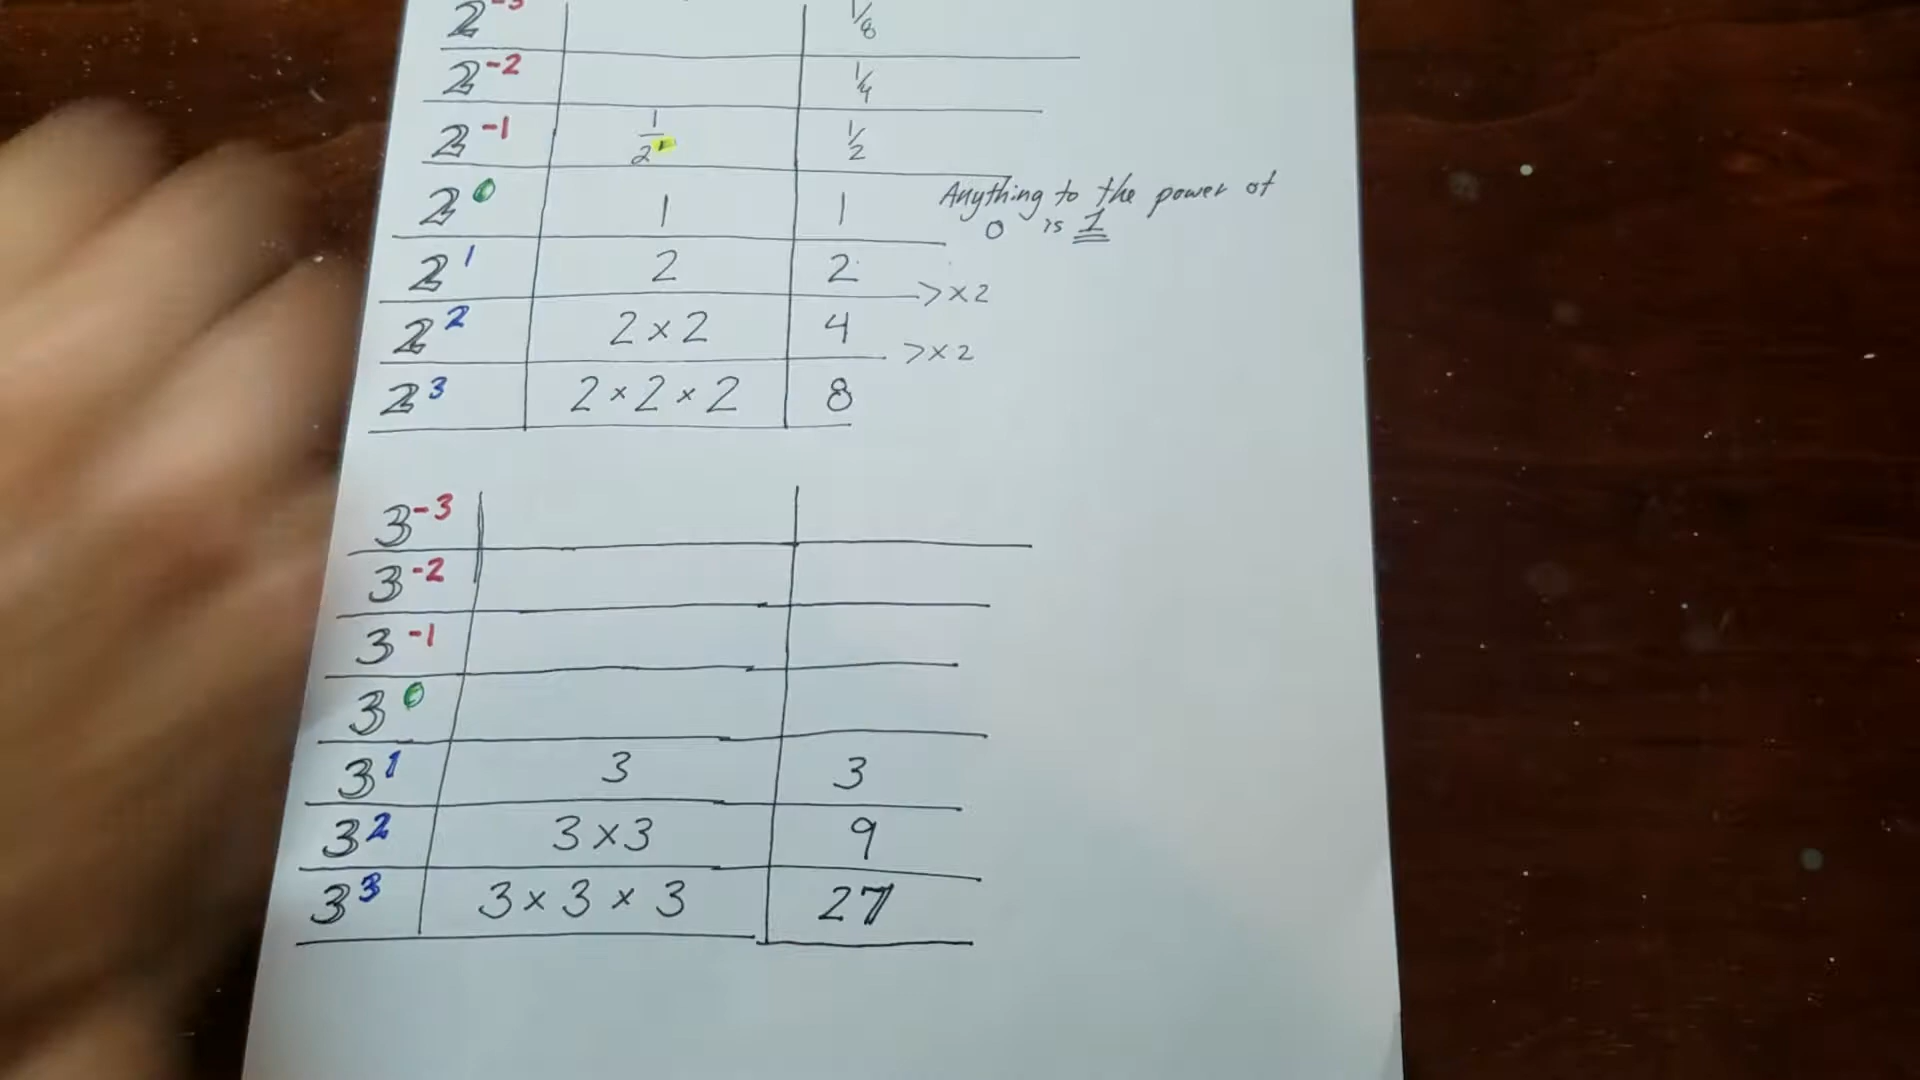 2⁻³ 1/8
2⁻² 1/4
2⁻¹ 1/2¹ 1/2
2⁰ 1 1 Anything to the power of
0 is 1
2¹ 2 2
>×2
2² 2×2 4
>×2
2³ 2×2×2 8
3⁻³
3⁻²
3⁻¹
3⁰
3¹ 3 3
3² 3×3 9
3³ 3×3×3 27